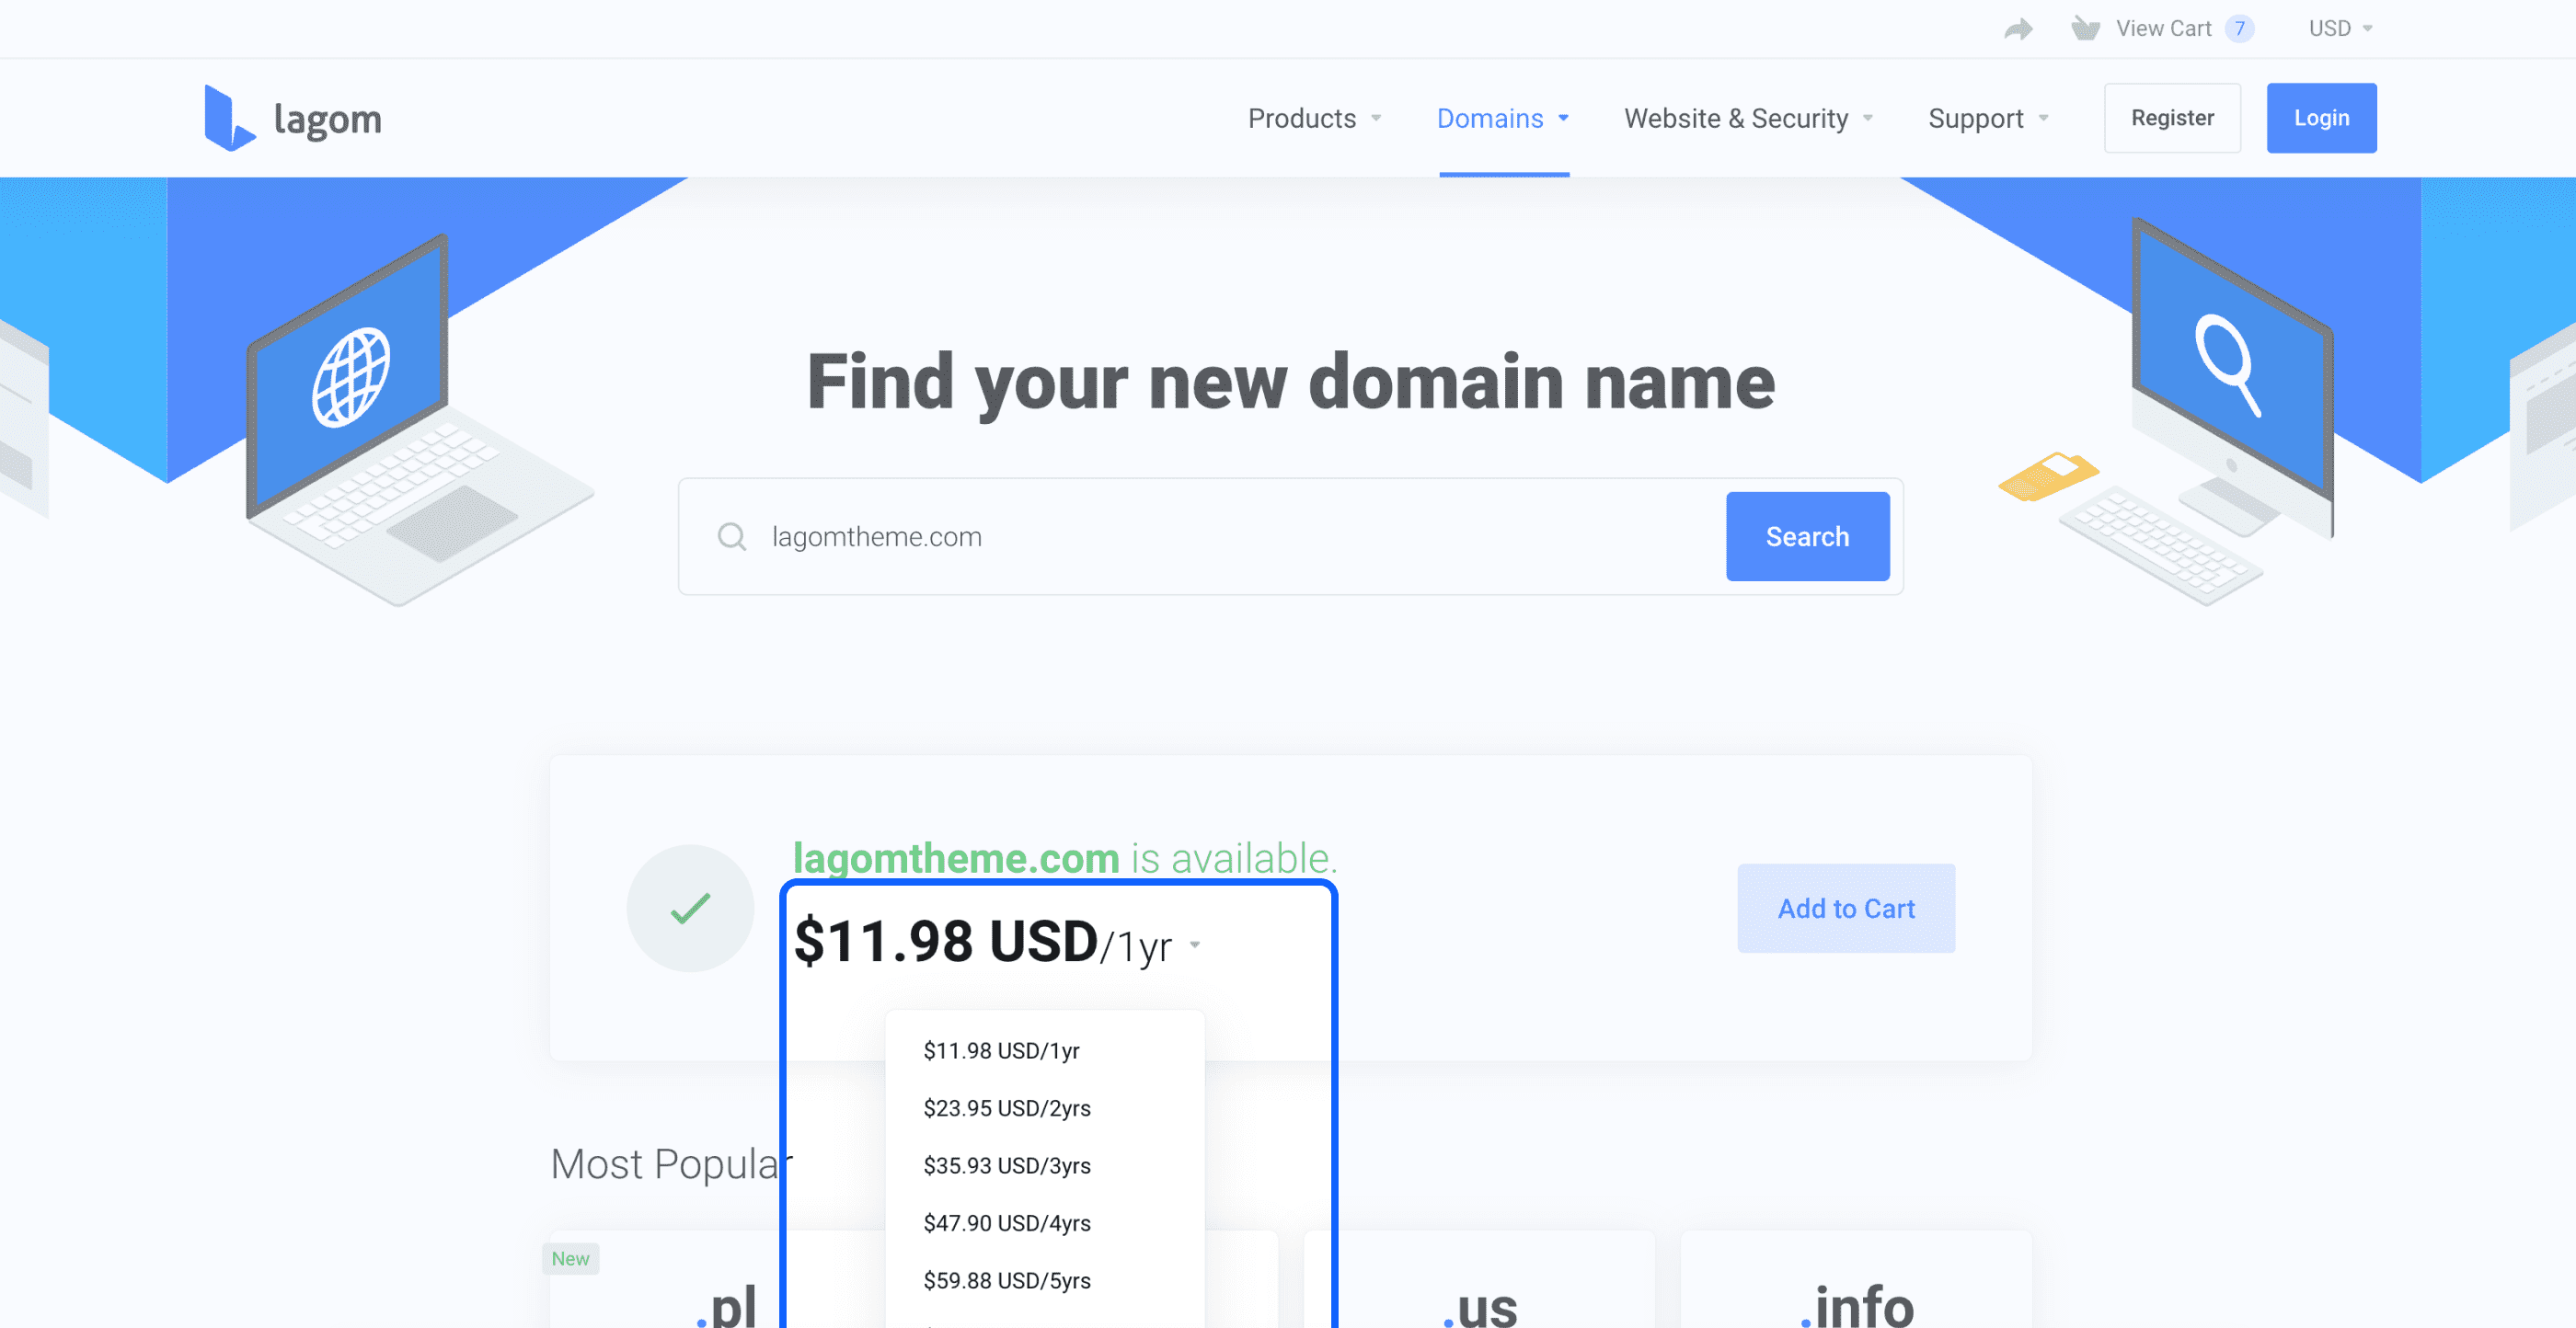 View Cart 7 USD
lagom Products Domains Website & Security Support Register Login
Find your new domain name
lagomtheme.com Search
lagomtheme.com is available.
$11.98 USD/1yr
Add to Cart
$11.98 USD/1yr
$23.95 USD/2yrs
$35.93 USD/3yrs
$47.90 USD/4yrs
$59.88 USD/5yrs
Most Popular
New
.pl .us .info